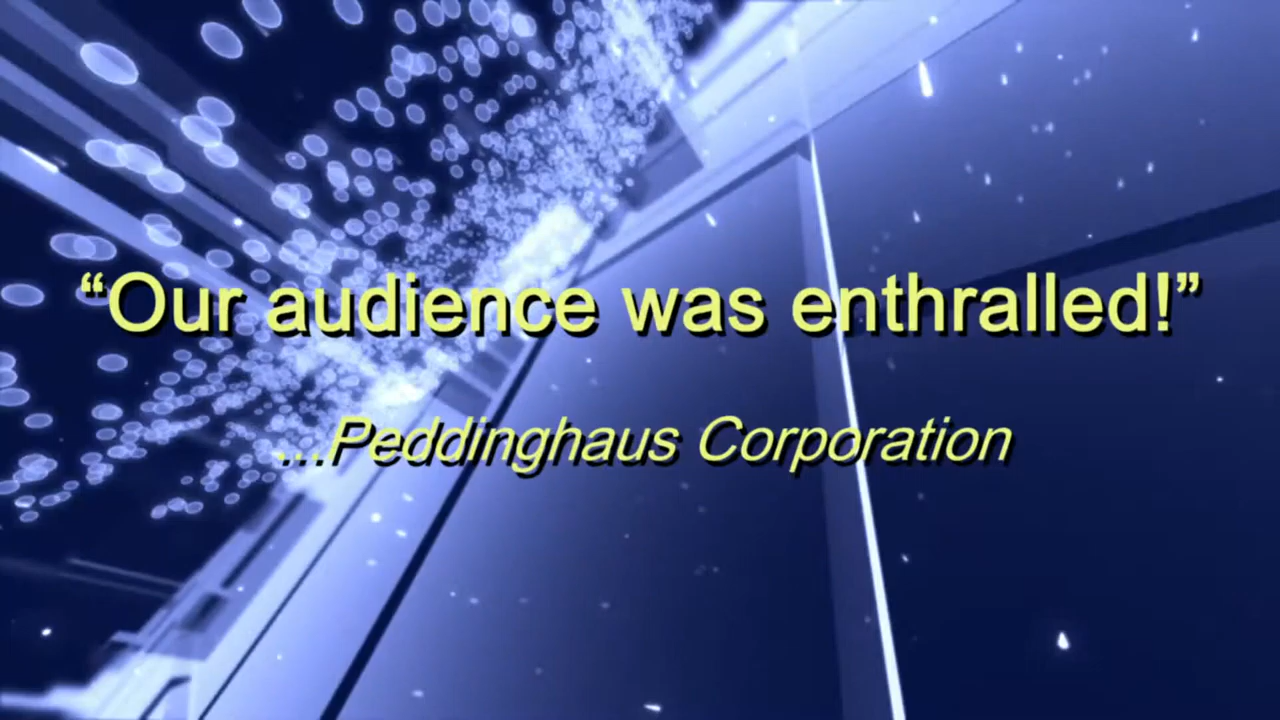 “Our audience was enthralled!”
...Peddinghaus Corporation